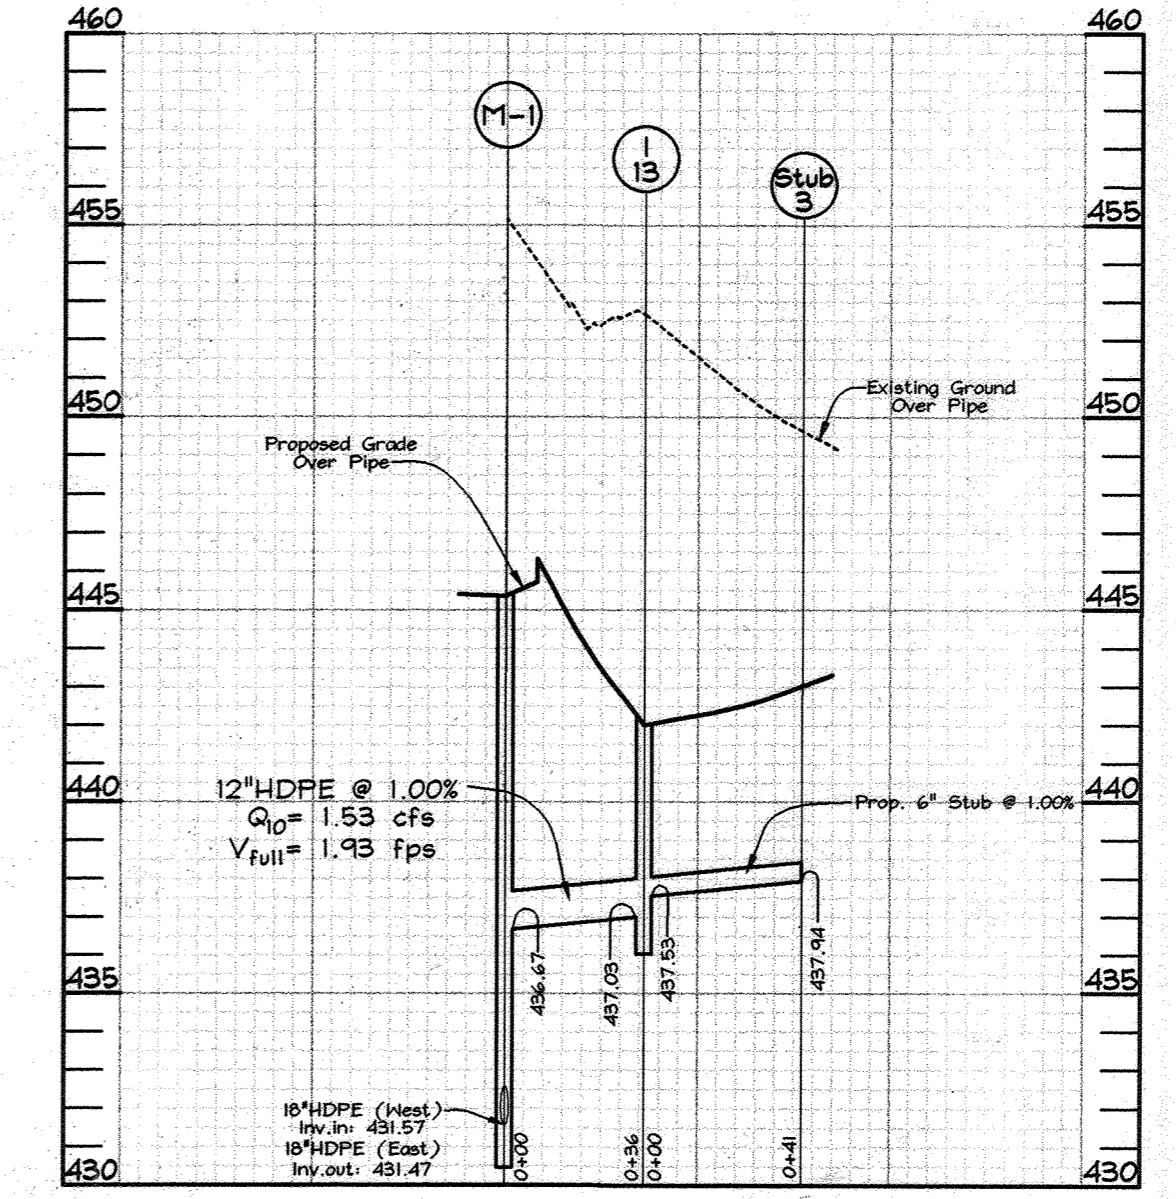 460
460
M-1
1
13
Stub
3
455
455
Existing Ground
Over Pipe
450
450
Proposed Grade
Over Pipe
445
445
12"HDPE @ 1.00%
Q10= 1.53 cfs
Vfull= 1.93 fps
440
Prop. 6" Stub @ 1.00%
440
436.67
437.03
437.53
437.94
435
435
18"HDPE (West)
Inv.in: 431.57
18"HDPE (East)
Inv.out: 431.47
0+00
0+36
0+00
0+41
430
430